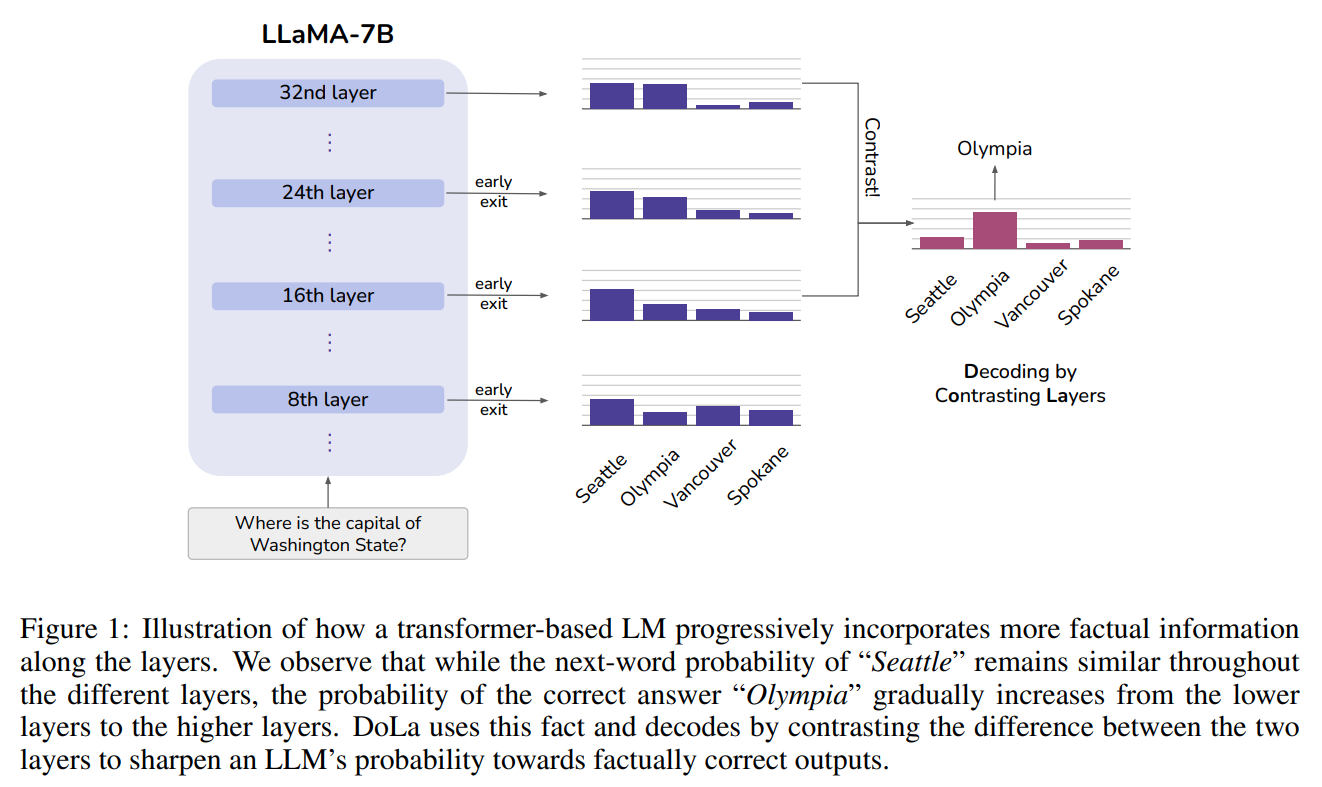 LLaMA-7B
32nd layer
24th layer
16th layer
8th layer
early
exit
early
exit
early
exit
Where is the capital of
Washington State?
Seattle
Olympia
Vancouver
Spokane
Contrast!
Olympia
Seattle
Olympia
Vancouver
Spokane
Decoding by
Contrasting Layers
Figure 1: Illustration of how a transformer-based LM progressively incorporates more factual information
along the layers. We observe that while the next-word probability of “Seattle” remains similar throughout
the different layers, the probability of the correct answer “Olympia” gradually increases from the lower
layers to the higher layers. DoLa uses this fact and decodes by contrasting the difference between the two
layers to sharpen an LLM’s probability towards factually correct outputs.